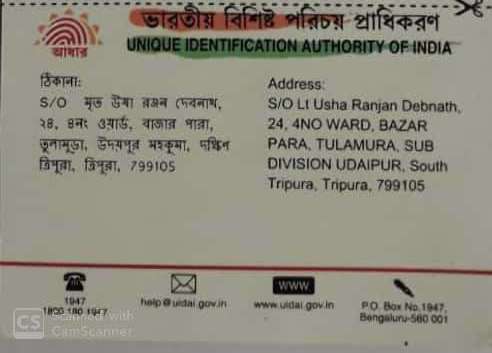 ভারতীয় বিশিষ্ট পরিচয় প্রাধিকরণ
UNIQUE IDENTIFICATION AUTHORITY OF INDIA
আধার
ঠিকানা:
S/O মৃত উষা রঞ্জন দেবনাথ,
২৪, ৪নং ওয়ার্ড, বাজার পারা,
তুলামুড়া, উদয়পুর মহকুমা, দক্ষিণ
ত্রিপুরা, ত্রিপুরা, 799105
Address:
S/O Lt Usha Ranjan Debnath,
24, 4NO WARD, BAZAR
PARA, TULAMURA, SUB
DIVISION UDAIPUR, South
Tripura, Tripura, 799105
1947
1800 180 1947
help@uidai.gov.in
www
www.uidai.gov.in
P.O. Box No.1947,
Bengaluru-560 001
CS Scanned with
CamScanner